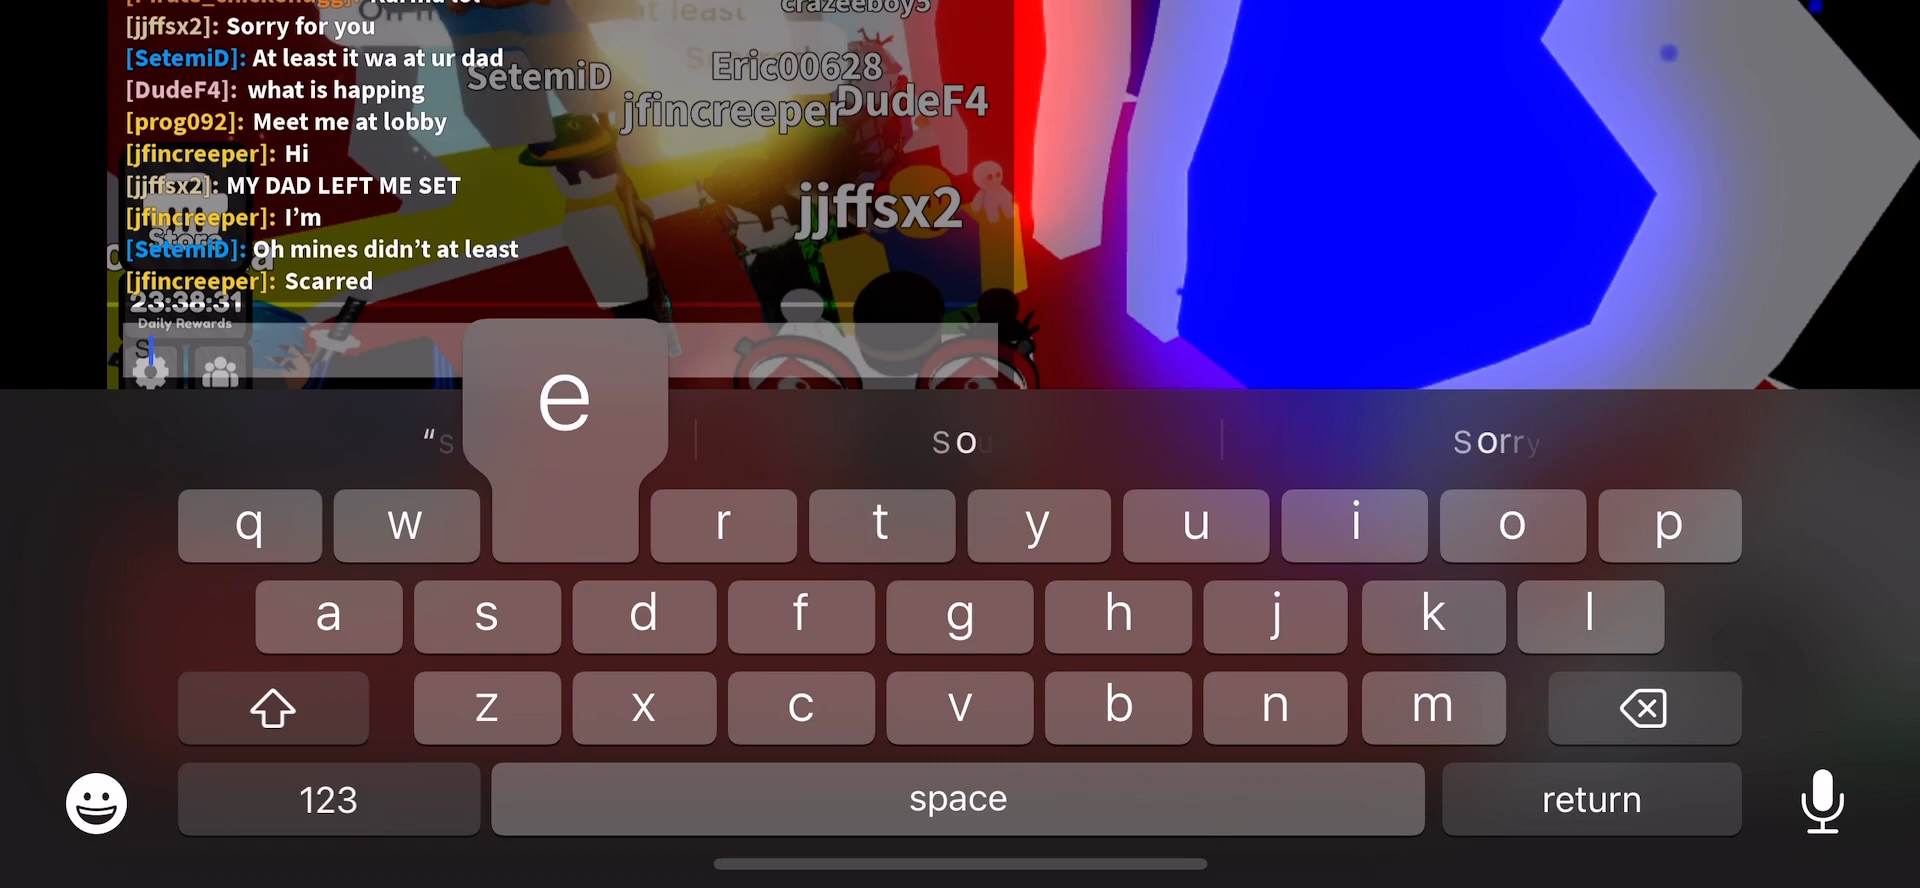 [jjffsx2]: Sorry for you
[SetemiD]: At least it wa at ur dad
[DudeF4]: what is happing
[prog092]: Meet me at lobby
[jfincreeper]: Hi
[jjffsx2]: MY DAD LEFT ME SET
[jfincreeper]: I'm
[SetemiD]: Oh mines didn't at least
[jfincreeper]: Scarred
crazeeboy5
SetemiD
Eric00628
jfincreeper
DudeF4
jjffsx2
Store
23:38:31
Daily Rewards
S
e
"s
So
Sorry
q w r t y u i o p
a s d f g h j k l
z x c v b n m
123 space return